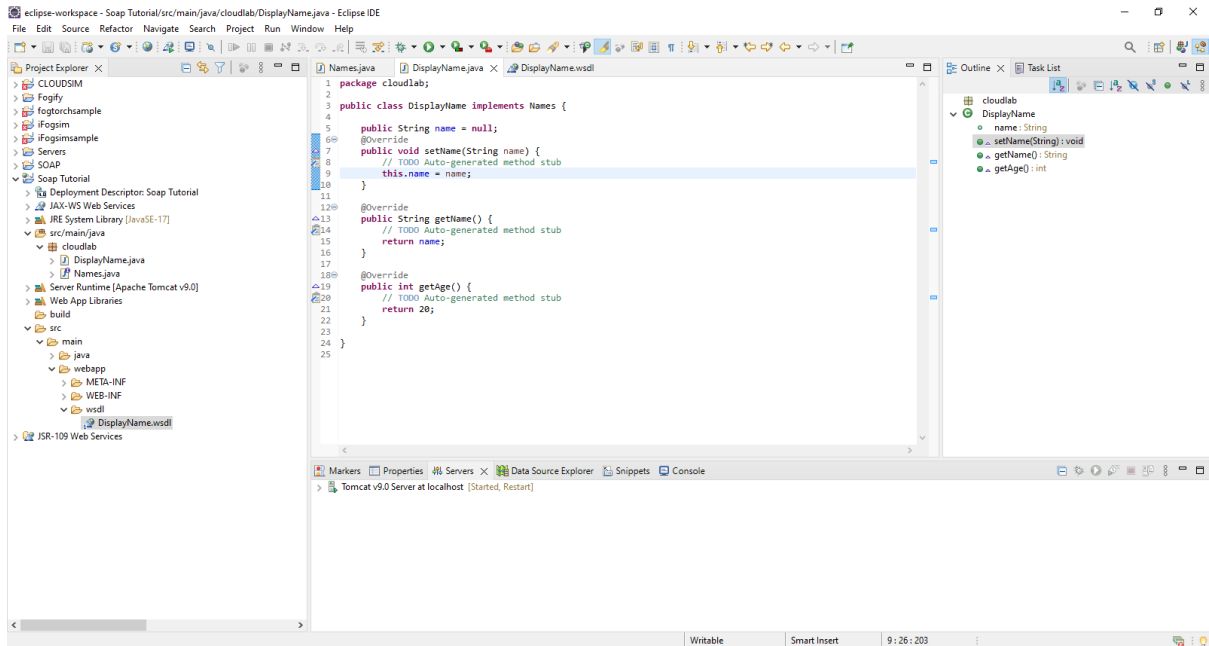 eclipse-workspace - Soap Tutorial/src/main/java/cloudlab/DisplayName.java - Eclipse IDE
File Edit Source Refactor Navigate Search Project Run Window Help
Project Explorer
CLOUDSIM
Fogify
fogtorchsample
iFogsim
iFogsimsample
Servers
SOAP
Soap Tutorial
Deployment Descriptor: Soap Tutorial
JAX-WS Web Services
JRE System Library [JavaSE-17]
src/main/java
cloudlab
DisplayName.java
Names.java
Server Runtime [Apache Tomcat v9.0]
Web App Libraries
build
src
main
java
webapp
META-INF
WEB-INF
wsdl
DisplayName.wsdl
JSR-109 Web Services
Names.java DisplayName.java DisplayName.wsdl
1 package cloudlab;
2
3 public class DisplayName implements Names {
4
5 public String name = null;
6 @Override
7 public void setName(String name) {
8 // TODO Auto-generated method stub
9 this.name = name;
10 }
11
12 @Override
13 public String getName() {
14 // TODO Auto-generated method stub
15 return name;
16 }
17
18 @Override
19 public int getAge() {
20 // TODO Auto-generated method stub
21 return 20;
22 }
23
24 }
25
Outline Task List
cloudlab
DisplayName
name : String
setName(String) : void
getName() : String
getAge() : int
Markers Properties Servers Data Source Explorer Snippets Console
Tomcat v9.0 Server at localhost [Started, Restart]
Writable Smart Insert 9 : 26 : 203